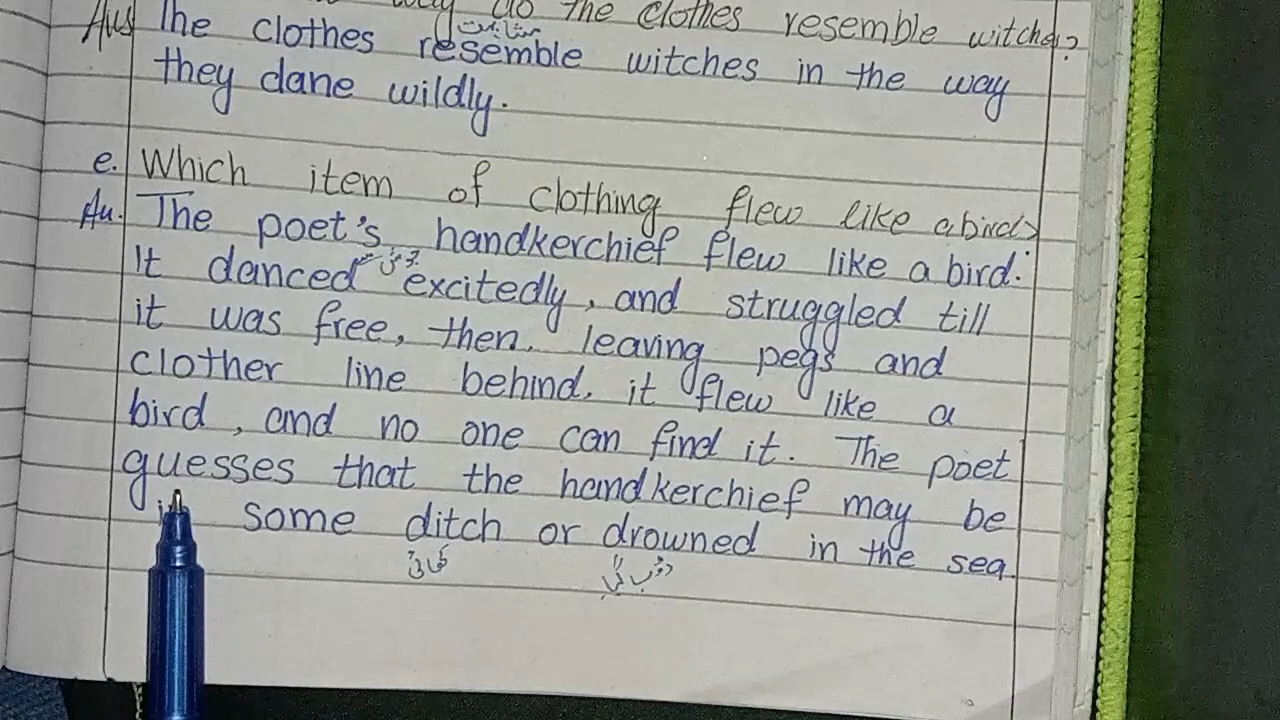 way do the clothes resemble witches?
Ans The clothes resemble witches in the way
they dane wildly.
e. Which item of clothing flew like a bird?
An. The poet's handkerchief flew like a bird.
It danced excitedly, and struggled till
it was free, then, leaving pegs and
clother line behind, it flew like a
bird, and no one can find it. The poet
guesses that the handkerchief may be
some ditch or drowned in the sea